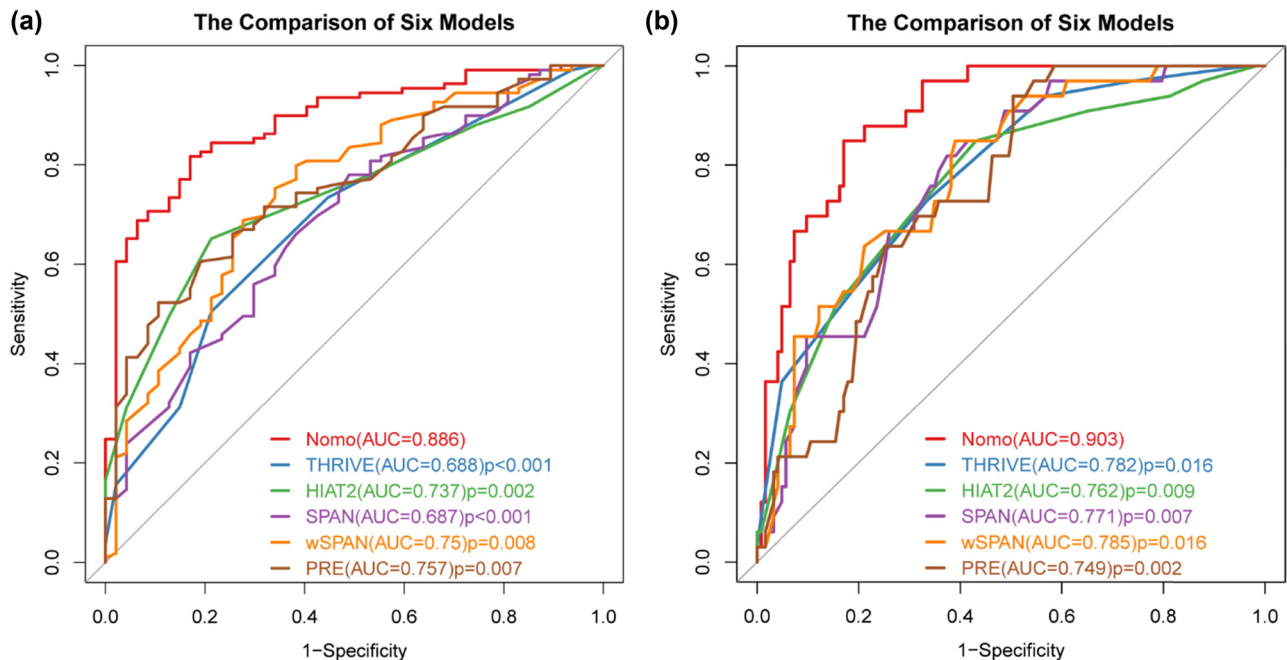 (a)
The Comparison of Six Models
1.0
0.8
0.6
0.4
0.2
0.0
Sensitivity
Nomo(AUC=0.886)
THRIVE(AUC=0.688)p<0.001
HIAT2(AUC=0.737)p=0.002
SPAN(AUC=0.687)p<0.001
wSPAN(AUC=0.75)p=0.008
PRE(AUC=0.757)p=0.007
0.0 0.2 0.4 0.6 0.8 1.0
1−Specificity
(b)
The Comparison of Six Models
1.0
0.8
0.6
0.4
0.2
0.0
Sensitivity
Nomo(AUC=0.903)
THRIVE(AUC=0.782)p=0.016
HIAT2(AUC=0.762)p=0.009
SPAN(AUC=0.771)p=0.007
wSPAN(AUC=0.785)p=0.016
PRE(AUC=0.749)p=0.002
0.0 0.2 0.4 0.6 0.8 1.0
1−Specificity